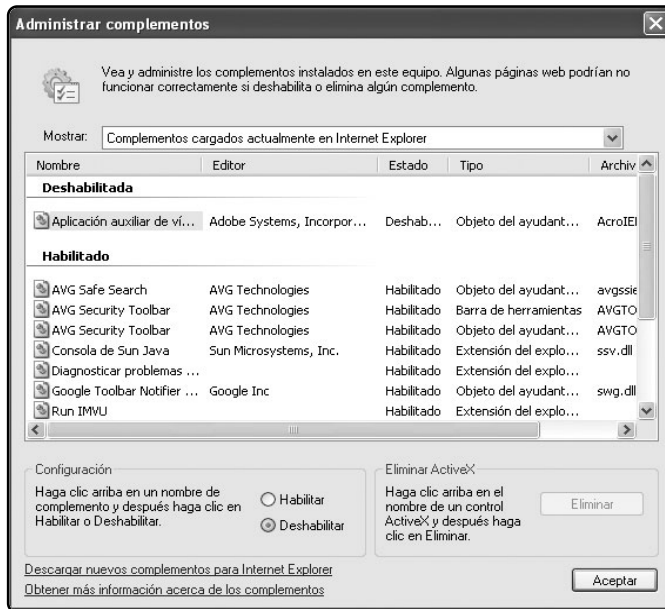 Administrar complementos
Vea y administre los complementos instalados en este equipo. Algunas páginas web podrían no
funcionar correctamente si deshabilita o elimina algún complemento.
Mostrar: Complementos cargados actualmente en Internet Explorer
Nombre Editor Estado Tipo Archiv
Deshabilitada
Aplicación auxiliar de ví... Adobe Systems, Incorpor... Deshab... Objeto del ayudant... AcroIEI
Habilitado
AVG Safe Search AVG Technologies Habilitado Objeto del ayudant... avgssie
AVG Security Toolbar AVG Technologies Habilitado Barra de herramientas AVGTO
AVG Security Toolbar AVG Technologies Habilitado Objeto del ayudant... AVGTO
Consola de Sun Java Sun Microsystems, Inc. Habilitado Extensión del explo... ssv.dll
Diagnosticar problemas ... Habilitado Extensión del explo...
Google Toolbar Notifier ... Google Inc Habilitado Objeto del ayudant... swg.dll
Run IMVU Habilitado Extensión del explo...
Configuración
Haga clic arriba en un nombre de
complemento y después haga clic en
Habilitar o Deshabilitar.
Habilitar
Deshabilitar
Eliminar ActiveX
Haga clic arriba en el
nombre de un control
ActiveX y después haga
clic en Eliminar.
Eliminar
Descargar nuevos complementos para Internet Explorer
Obtener más información acerca de los complementos
Aceptar